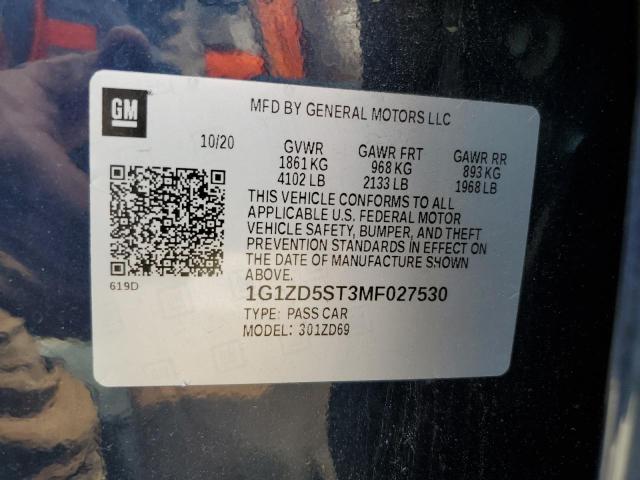 GM
MFD BY GENERAL MOTORS LLC
10/20 GVWR GAWR FRT GAWR RR
1861 KG 968 KG 893 KG
4102 LB 2133 LB 1968 LB
THIS VEHICLE CONFORMS TO ALL
APPLICABLE U.S. FEDERAL MOTOR
VEHICLE SAFETY, BUMPER, AND THEFT
PREVENTION STANDARDS IN EFFECT ON
THE DATE OF MANUFACTURE SHOWN
ABOVE.
619D
1G1ZD5ST3MF027530
TYPE: PASS CAR
MODEL: 301ZD69